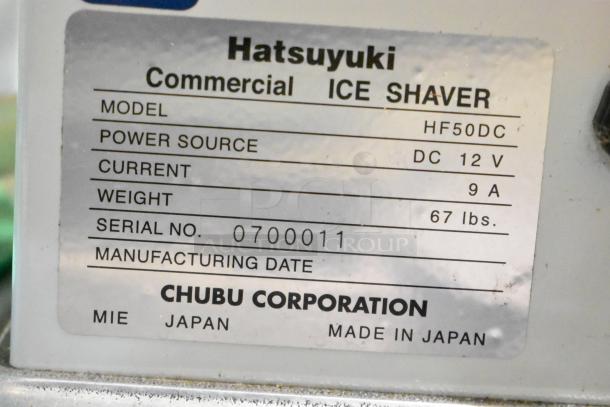 Hatsuyuki
Commercial ICE SHAVER
MODEL HF50DC
POWER SOURCE DC 12 V
CURRENT 9 A
WEIGHT 67 lbs.
SERIAL NO. 0700011
MANUFACTURING DATE
CHUBU CORPORATION
MIE JAPAN MADE IN JAPAN